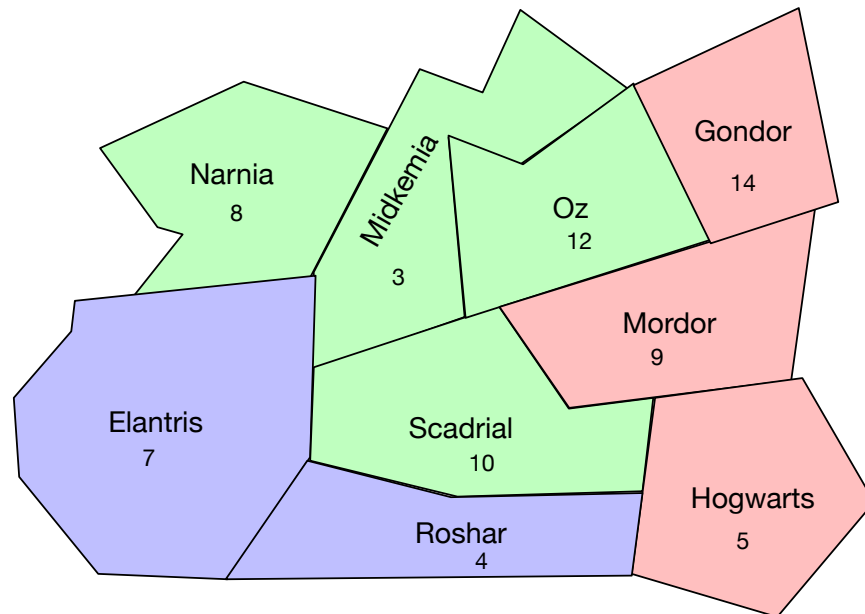 Narnia
8
Midkemia
3
Oz
12
Gondor
14
Mordor
9
Elantris
7
Scadrial
10
Roshar
4
Hogwarts
5